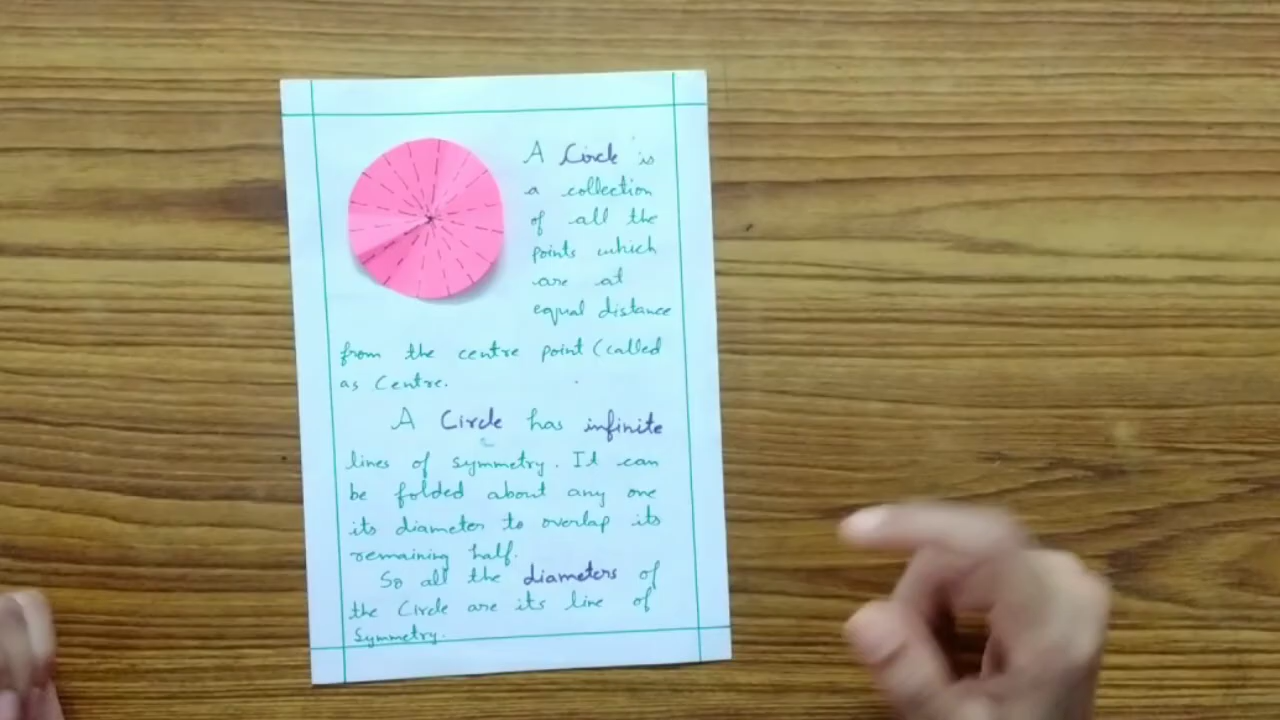 A Circle is
a collection
of all the
points which
are at
equal distance
from the centre point (called
as Centre.
A Circle has infinite
lines of symmetry. It can
be folded about any one
its diameter to overlap its
remaining half.
So all the diameters of
the Circle are its line of
Symmetry.